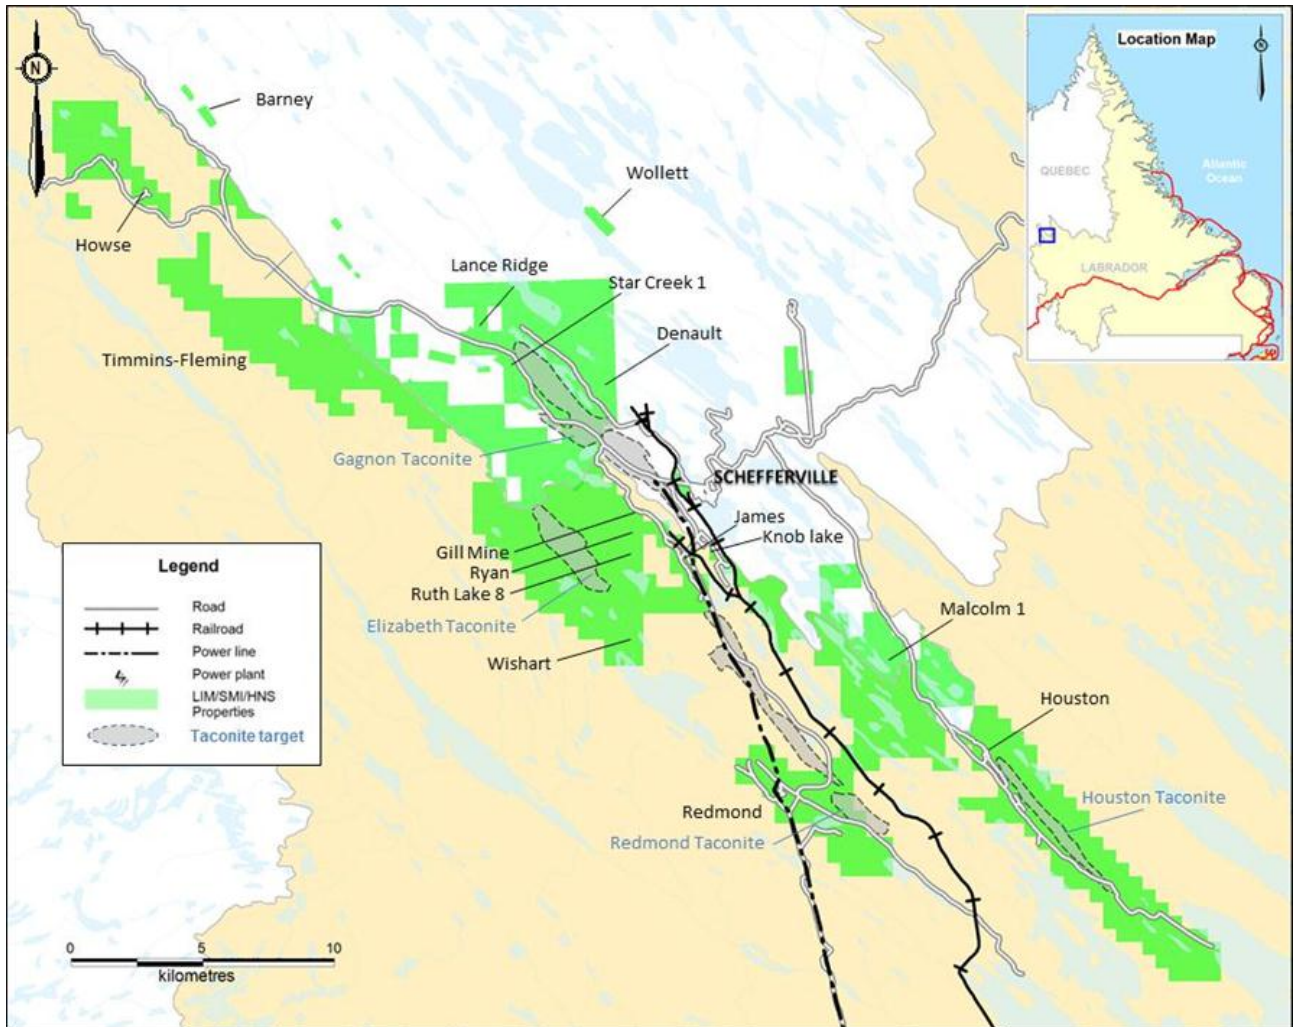 N
Barney
Howse
Timmins-Fleming
Lance Ridge
Wollett
Star Creek 1
Denault
Gagnon Taconite
SCHEFFERVILLE
James
Knob lake
Gill Mine
Ryan
Ruth Lake 8
Elizabeth Taconite
Wishart
Malcolm 1
Houston
Houston Taconite
Redmond
Redmond Taconite
Location Map
N
QUEBEC
Atlantic
Ocean
LABRADOR
Legend
Road
Railroad
Power line
Power plant
LIM/SMI/HNS
Properties
Taconite target
0 5 10
kilometres